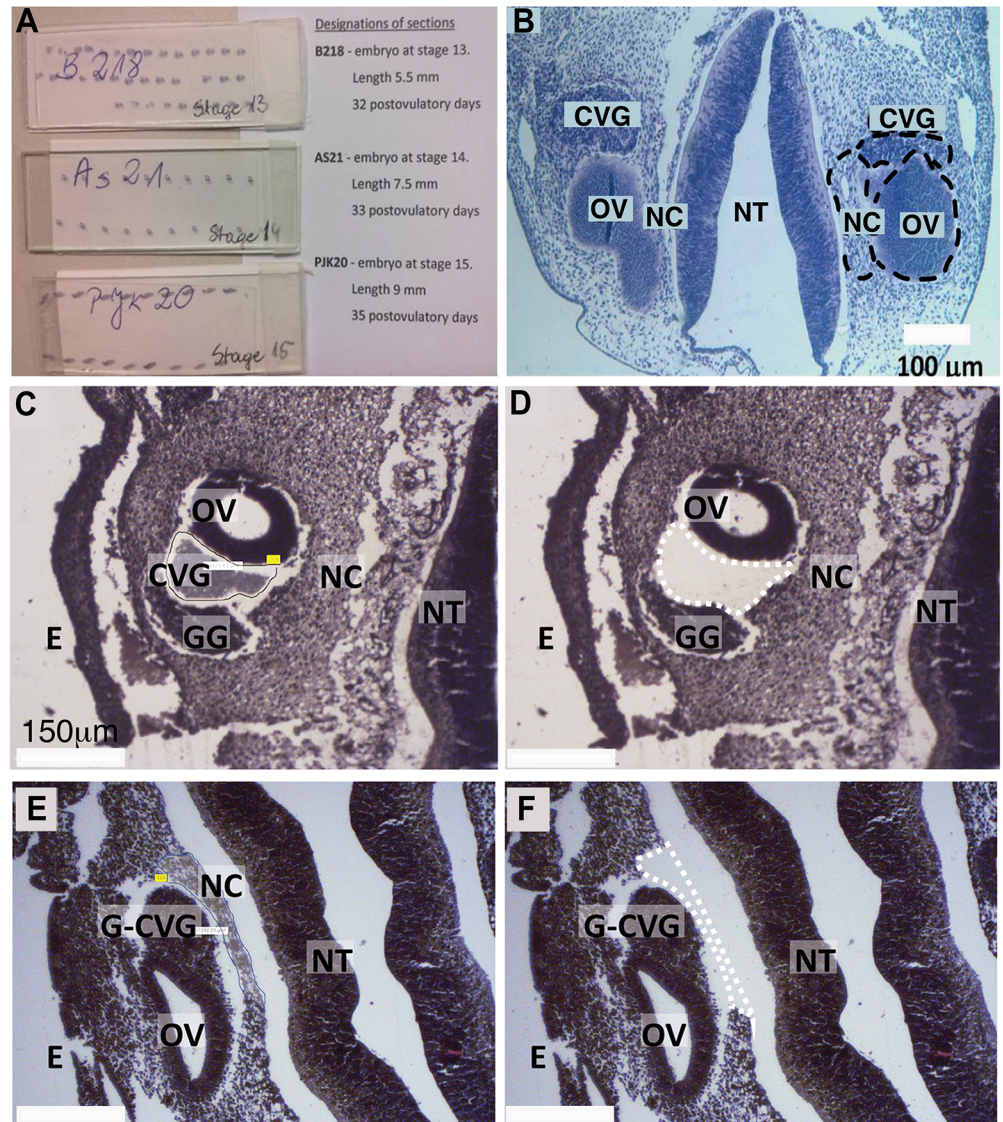 A
B 218
Stage 13
As 21
Stage 14
Pjk 20
Stage 15
Designations of sections
B218 - embryo at stage 13.
Length 5.5 mm
32 postovulatory days
AS21 - embryo at stage 14.
Length 7.5 mm
33 postovulatory days
PJK20 - embryo at stage 15.
Length 9 mm
35 postovulatory days
B
CVG
CVG
OV
NC
NT
NC
OV
100 µm
C
OV
CVG
NC
GG
NT
E
150µm
D
OV
NC
GG
NT
E
E
NC
G-CVG
NT
OV
E
F
G-CVG
NT
OV
E